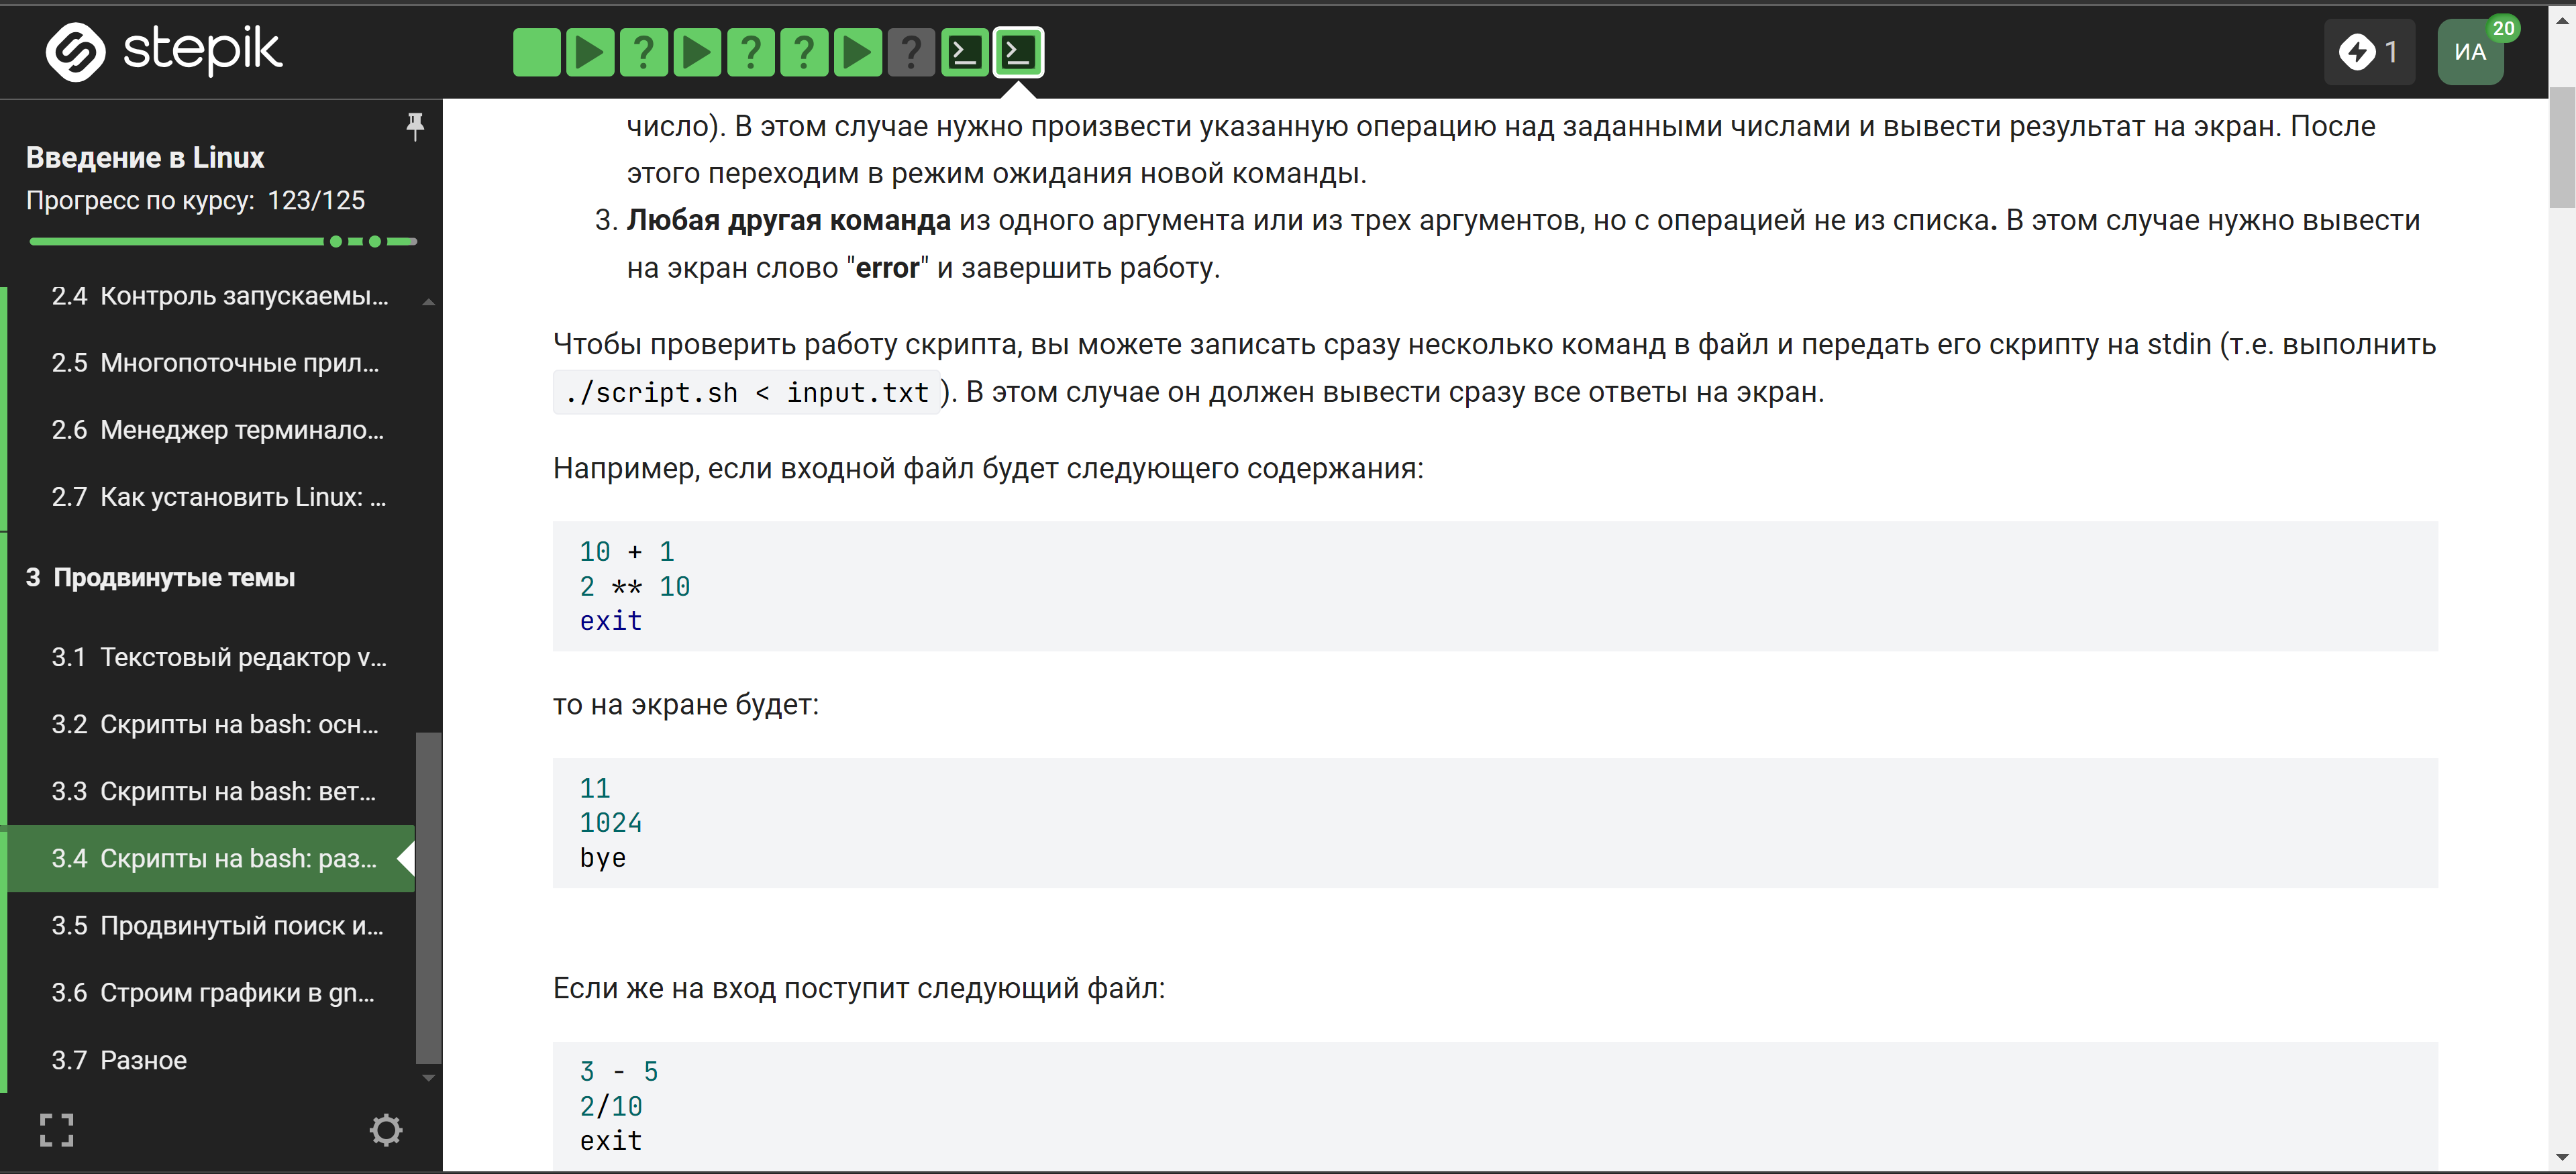 stepik
? ? ? ?
1
ИА
20
Введение в Linux
Прогресс по курсу: 123/125
2.4 Контроль запускаемы...
2.5 Многопоточные прил...
2.6 Менеджер терминало...
2.7 Как установить Linux: ...
3 Продвинутые темы
3.1 Текстовый редактор v...
3.2 Скрипты на bash: осн...
3.3 Скрипты на bash: вет...
3.4 Скрипты на bash: раз...
3.5 Продвинутый поиск и...
3.6 Строим графики в gn...
3.7 Разное
число). В этом случае нужно произвести указанную операцию над заданными числами и вывести результат на экран. После
этого переходим в режим ожидания новой команды.
3. Любая другая команда из одного аргумента или из трех аргументов, но с операцией не из списка. В этом случае нужно вывести
на экран слово "error" и завершить работу.
Чтобы проверить работу скрипта, вы можете записать сразу несколько команд в файл и передать его скрипту на stdin (т.е. выполнить
./script.sh < input.txt ). В этом случае он должен вывести сразу все ответы на экран.
Например, если входной файл будет следующего содержания:
10 + 1
2 ** 10
exit
то на экране будет:
11
1024
bye
Если же на вход поступит следующий файл:
3 - 5
2/10
exit